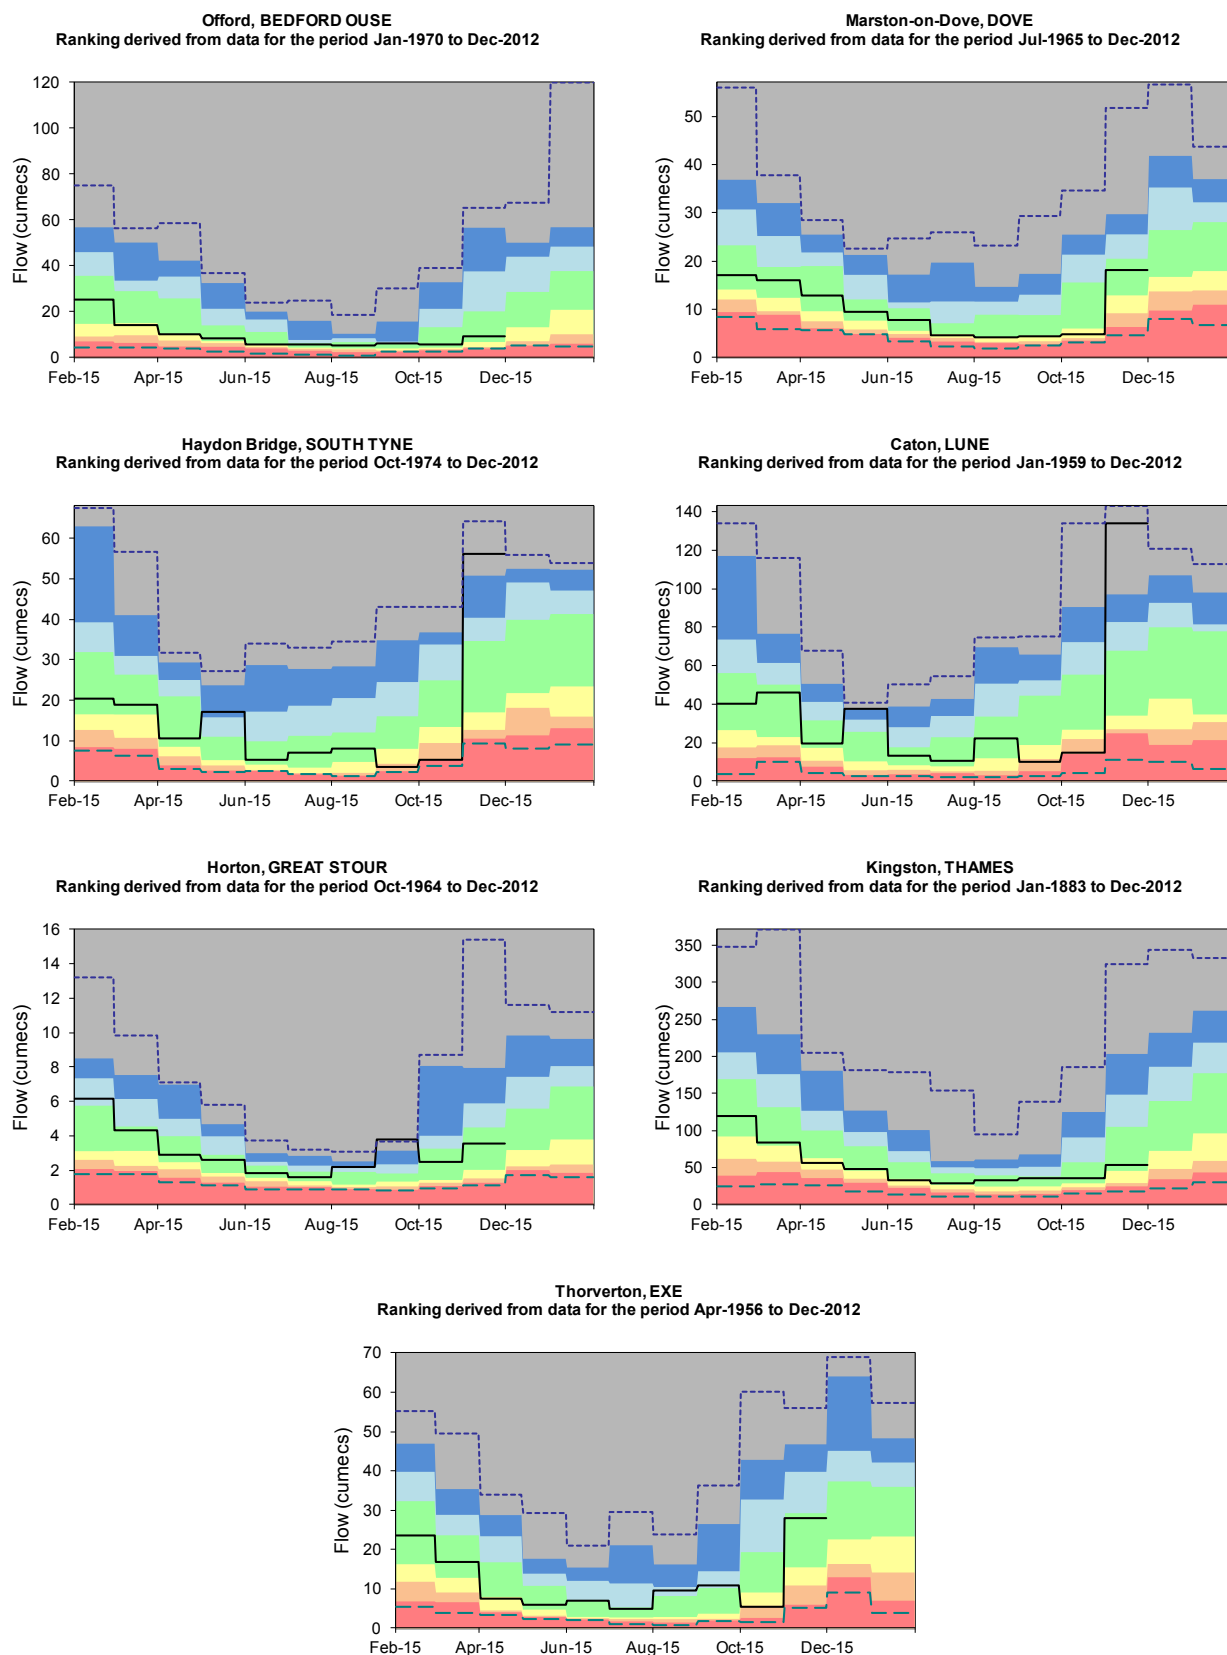 Offord, BEDFORD OUSE
Ranking derived from data for the period Jan-1970 to Dec-2012
Flow (cumecs)
120
100
80
60
40
20
0
Feb-15 Apr-15 Jun-15 Aug-15 Oct-15 Dec-15
Marston-on-Dove, DOVE
Ranking derived from data for the period Jul-1965 to Dec-2012
Flow (cumecs)
50
40
30
20
10
0
Feb-15 Apr-15 Jun-15 Aug-15 Oct-15 Dec-15
Haydon Bridge, SOUTH TYNE
Ranking derived from data for the period Oct-1974 to Dec-2012
Flow (cumecs)
60
50
40
30
20
10
0
Feb-15 Apr-15 Jun-15 Aug-15 Oct-15 Dec-15
Caton, LUNE
Ranking derived from data for the period Jan-1959 to Dec-2012
Flow (cumecs)
140
120
100
80
60
40
20
0
Feb-15 Apr-15 Jun-15 Aug-15 Oct-15 Dec-15
Horton, GREAT STOUR
Ranking derived from data for the period Oct-1964 to Dec-2012
Flow (cumecs)
16
14
12
10
8
6
4
2
0
Feb-15 Apr-15 Jun-15 Aug-15 Oct-15 Dec-15
Kingston, THAMES
Ranking derived from data for the period Jan-1883 to Dec-2012
Flow (cumecs)
350
300
250
200
150
100
50
0
Feb-15 Apr-15 Jun-15 Aug-15 Oct-15 Dec-15
Thorverton, EXE
Ranking derived from data for the period Apr-1956 to Dec-2012
Flow (cumecs)
70
60
50
40
30
20
10
0
Feb-15 Apr-15 Jun-15 Aug-15 Oct-15 Dec-15